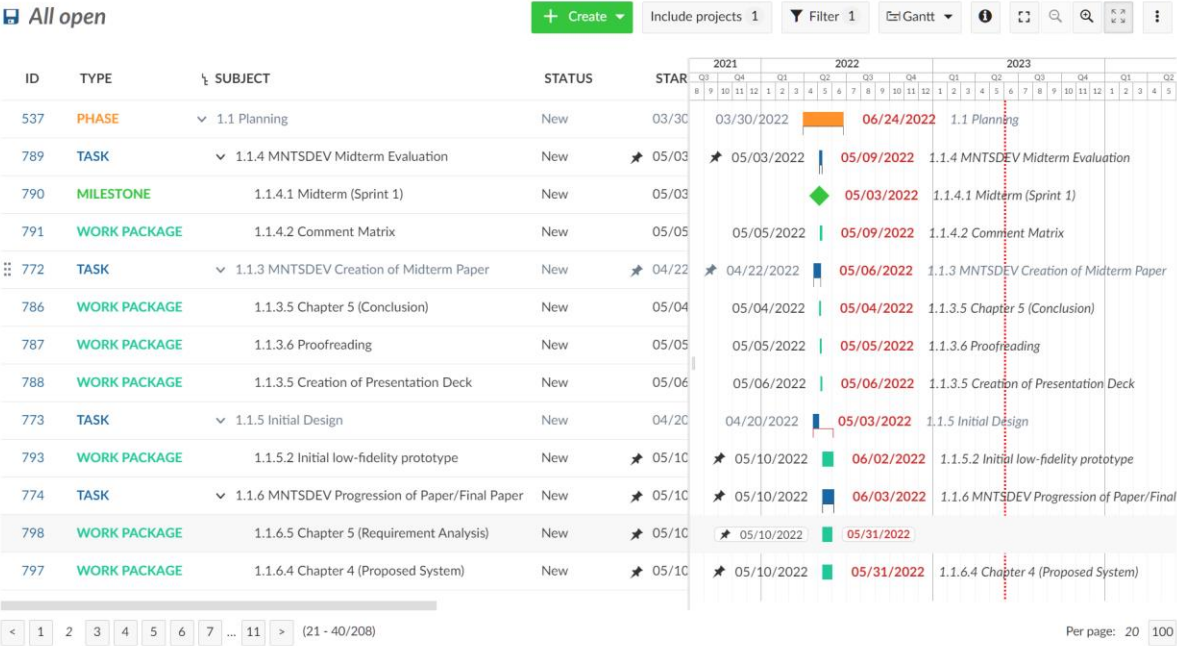 All open
+ Create Include projects 1 Filter 1 Gantt
2021 2022 2023
Q3 Q4 Q1 Q2 Q3 Q4 Q1 Q2 Q3 Q4 Q1 Q2
8 9 10 11 12 1 2 3 4 5 6 7 8 9 10 11 12 1 2 3 4 5 6 7 8 9 10 11 12 1 2 3 4 5
ID TYPE SUBJECT STATUS STAR
537 PHASE 1.1 Planning New 03/30 03/30/2022 06/24/2022 1.1 Planning
789 TASK 1.1.4 MNTSDEV Midterm Evaluation New 05/03 05/03/2022 05/09/2022 1.1.4 MNTSDEV Midterm Evaluation
790 MILESTONE 1.1.4.1 Midterm (Sprint 1) New 05/03 05/03/2022 1.1.4.1 Midterm (Sprint 1)
791 WORK PACKAGE 1.1.4.2 Comment Matrix New 05/05 05/05/2022 05/09/2022 1.1.4.2 Comment Matrix
772 TASK 1.1.3 MNTSDEV Creation of Midterm Paper New 04/22 04/22/2022 05/06/2022 1.1.3 MNTSDEV Creation of Midterm Paper
786 WORK PACKAGE 1.1.3.5 Chapter 5 (Conclusion) New 05/04 05/04/2022 05/04/2022 1.1.3.5 Chapter 5 (Conclusion)
787 WORK PACKAGE 1.1.3.6 Proofreading New 05/05 05/05/2022 05/05/2022 1.1.3.6 Proofreading
788 WORK PACKAGE 1.1.3.5 Creation of Presentation Deck New 05/06 05/06/2022 05/06/2022 1.1.3.5 Creation of Presentation Deck
773 TASK 1.1.5 Initial Design New 04/20 04/20/2022 05/03/2022 1.1.5 Initial Design
793 WORK PACKAGE 1.1.5.2 Initial low-fidelity prototype New 05/10 05/10/2022 06/02/2022 1.1.5.2 Initial low-fidelity prototype
774 TASK 1.1.6 MNTSDEV Progression of Paper/Final Paper New 05/10 05/10/2022 06/03/2022 1.1.6 MNTSDEV Progression of Paper/Final
798 WORK PACKAGE 1.1.6.5 Chapter 5 (Requirement Analysis) New 05/10 05/10/2022 05/31/2022
797 WORK PACKAGE 1.1.6.4 Chapter 4 (Proposed System) New 05/10 05/10/2022 05/31/2022 1.1.6.4 Chapter 4 (Proposed System)
< 1 2 3 4 5 6 7 ... 11 > (21 - 40/208) Per page: 20 100